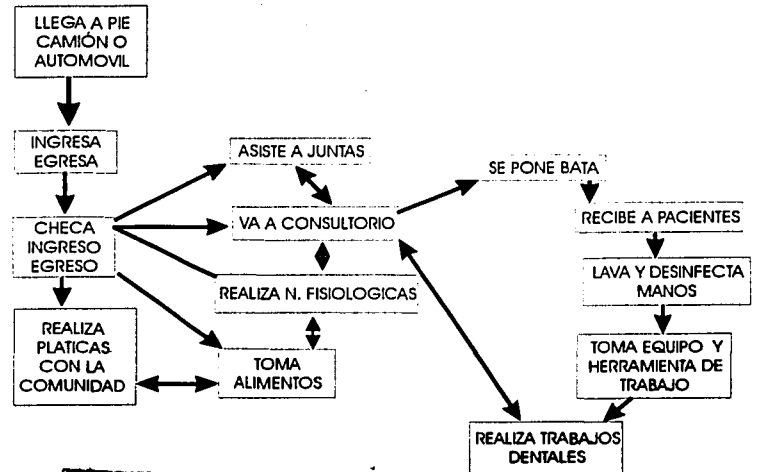 LLEGA A PIE
CAMIÓN O
AUTOMOVIL
INGRESA
EGRESA
CHECA
INGRESO
EGRESO
REALIZA
PLATICAS
CON LA
COMUNIDAD
ASISTE A JUNTAS
VA A CONSULTORIO
REALIZA N. FISIOLOGICAS
TOMA
ALIMENTOS
SE PONE BATA
RECIBE A PACIENTES
LAVA Y DESINFECTA
MANOS
TOMA EQUIPO Y
HERRAMIENTA DE
TRABAJO
REALIZA TRABAJOS
DENTALES